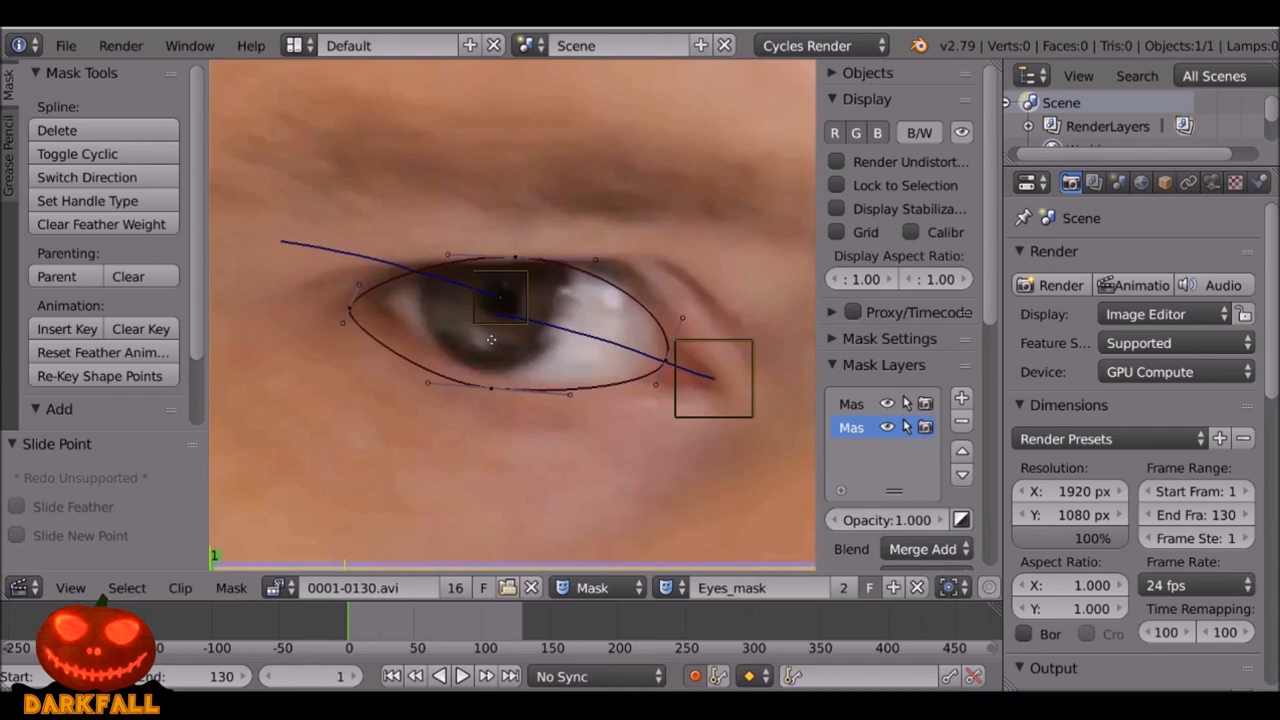 File Render Window Help Default Scene Cycles Render v2.79 | Verts:0 | Faces:0 | Tris:0 | Objects:1/1 | Lamps:0
Mask
Grease Pencil
Mask Tools
Spline:
Delete
Toggle Cyclic
Switch Direction
Set Handle Type
Clear Feather Weight
Parenting:
Parent Clear
Animation:
Insert Key Clear Key
Reset Feather Anim...
Re-Key Shape Points
Add
Slide Point
* Redo Unsupported *
Slide Feather
Slide New Point
1
Objects
Display
R G B B/W
Render Undistort...
Lock to Selection
Display Stabiliza...
Grid Calibr
Display Aspect Ratio:
: 1.00 : 1.00
Proxy/Timecode
Mask Settings
Mask Layers
Mas
Mas
Opacity:1.000
Blend Merge Add
View Search All Scenes
Scene
RenderLayers
Scene
Render
Render Animatio Audio
Display: Image Editor
Feature S... Supported
Device: GPU Compute
Dimensions
Render Presets
Resolution: Frame Range:
X: 1920 px Start Fram: 1
Y: 1080 px End Fra: 130
100% Frame Ste: 1
Aspect Ratio: Frame Rate:
X: 1.000 24 fps
Y: 1.000 Time Remapping:
Bor Cro 100 100
Output
View Select Clip Mask 0001-0130.avi 16 F Mask Eyes_mask 2 F
-250 -100 -50 0 50 100 150 200 250 300 350 400 450
Start: End: 130 1 No Sync
DARKFALL